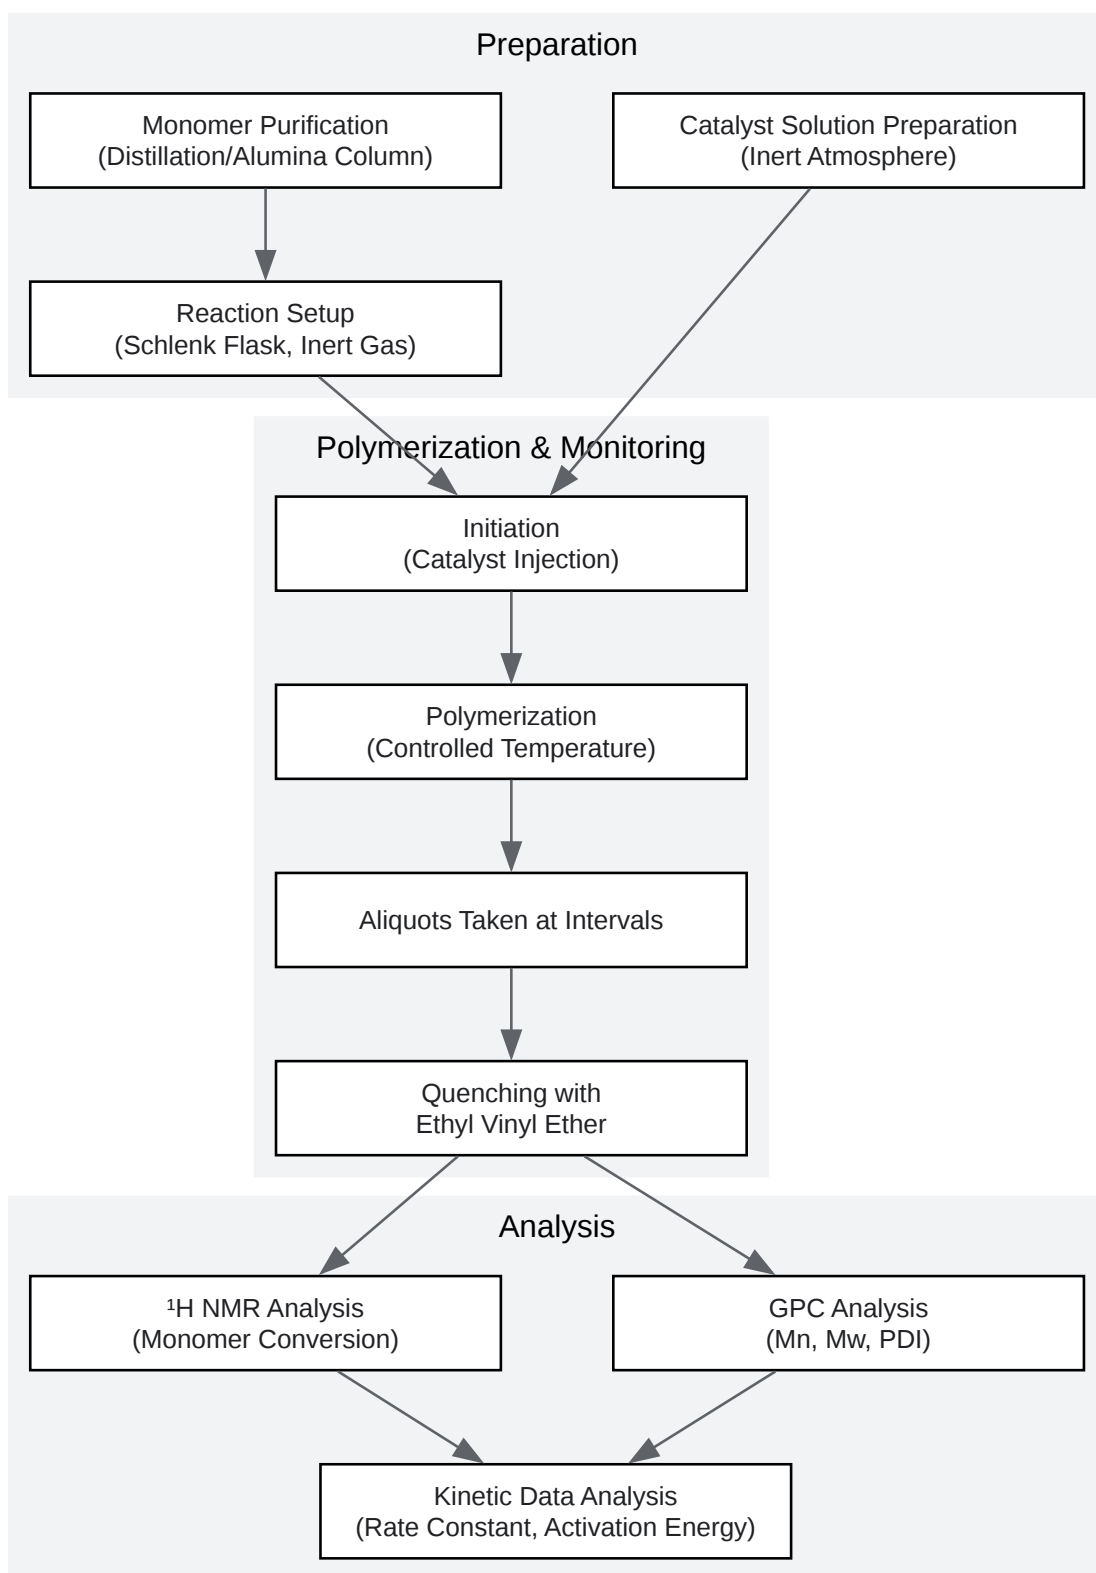 Preparation
Monomer Purification
(Distillation/Alumina Column)
Catalyst Solution Preparation
(Inert Atmosphere)
Reaction Setup
(Schlenk Flask, Inert Gas)
Polymerization & Monitoring
Initiation
(Catalyst Injection)
Polymerization
(Controlled Temperature)
Aliquots Taken at Intervals
Quenching with
Ethyl Vinyl Ether
Analysis
¹H NMR Analysis
(Monomer Conversion)
GPC Analysis
(Mn, Mw, PDI)
Kinetic Data Analysis
(Rate Constant, Activation Energy)